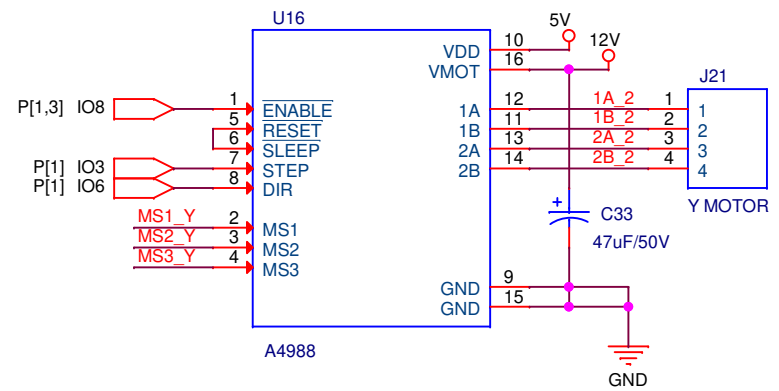 U16
5V
10
VDD
12V
16
VMOT
J21
P[1,3] IO8
1
ENABLE
12
1A
1A_2
1
1
5
RESET
11
1B
1B_2
2
2
6
SLEEP
13
2A
2A_2
3
3
P[1] IO3
7
STEP
14
2B
2B_2
4
4
P[1] IO6
8
DIR
Y MOTOR
MS1_Y
2
MS1
+
C33
MS2_Y
3
MS2
47uF/50V
MS3_Y
4
MS3
9
GND
15
GND
A4988
GND